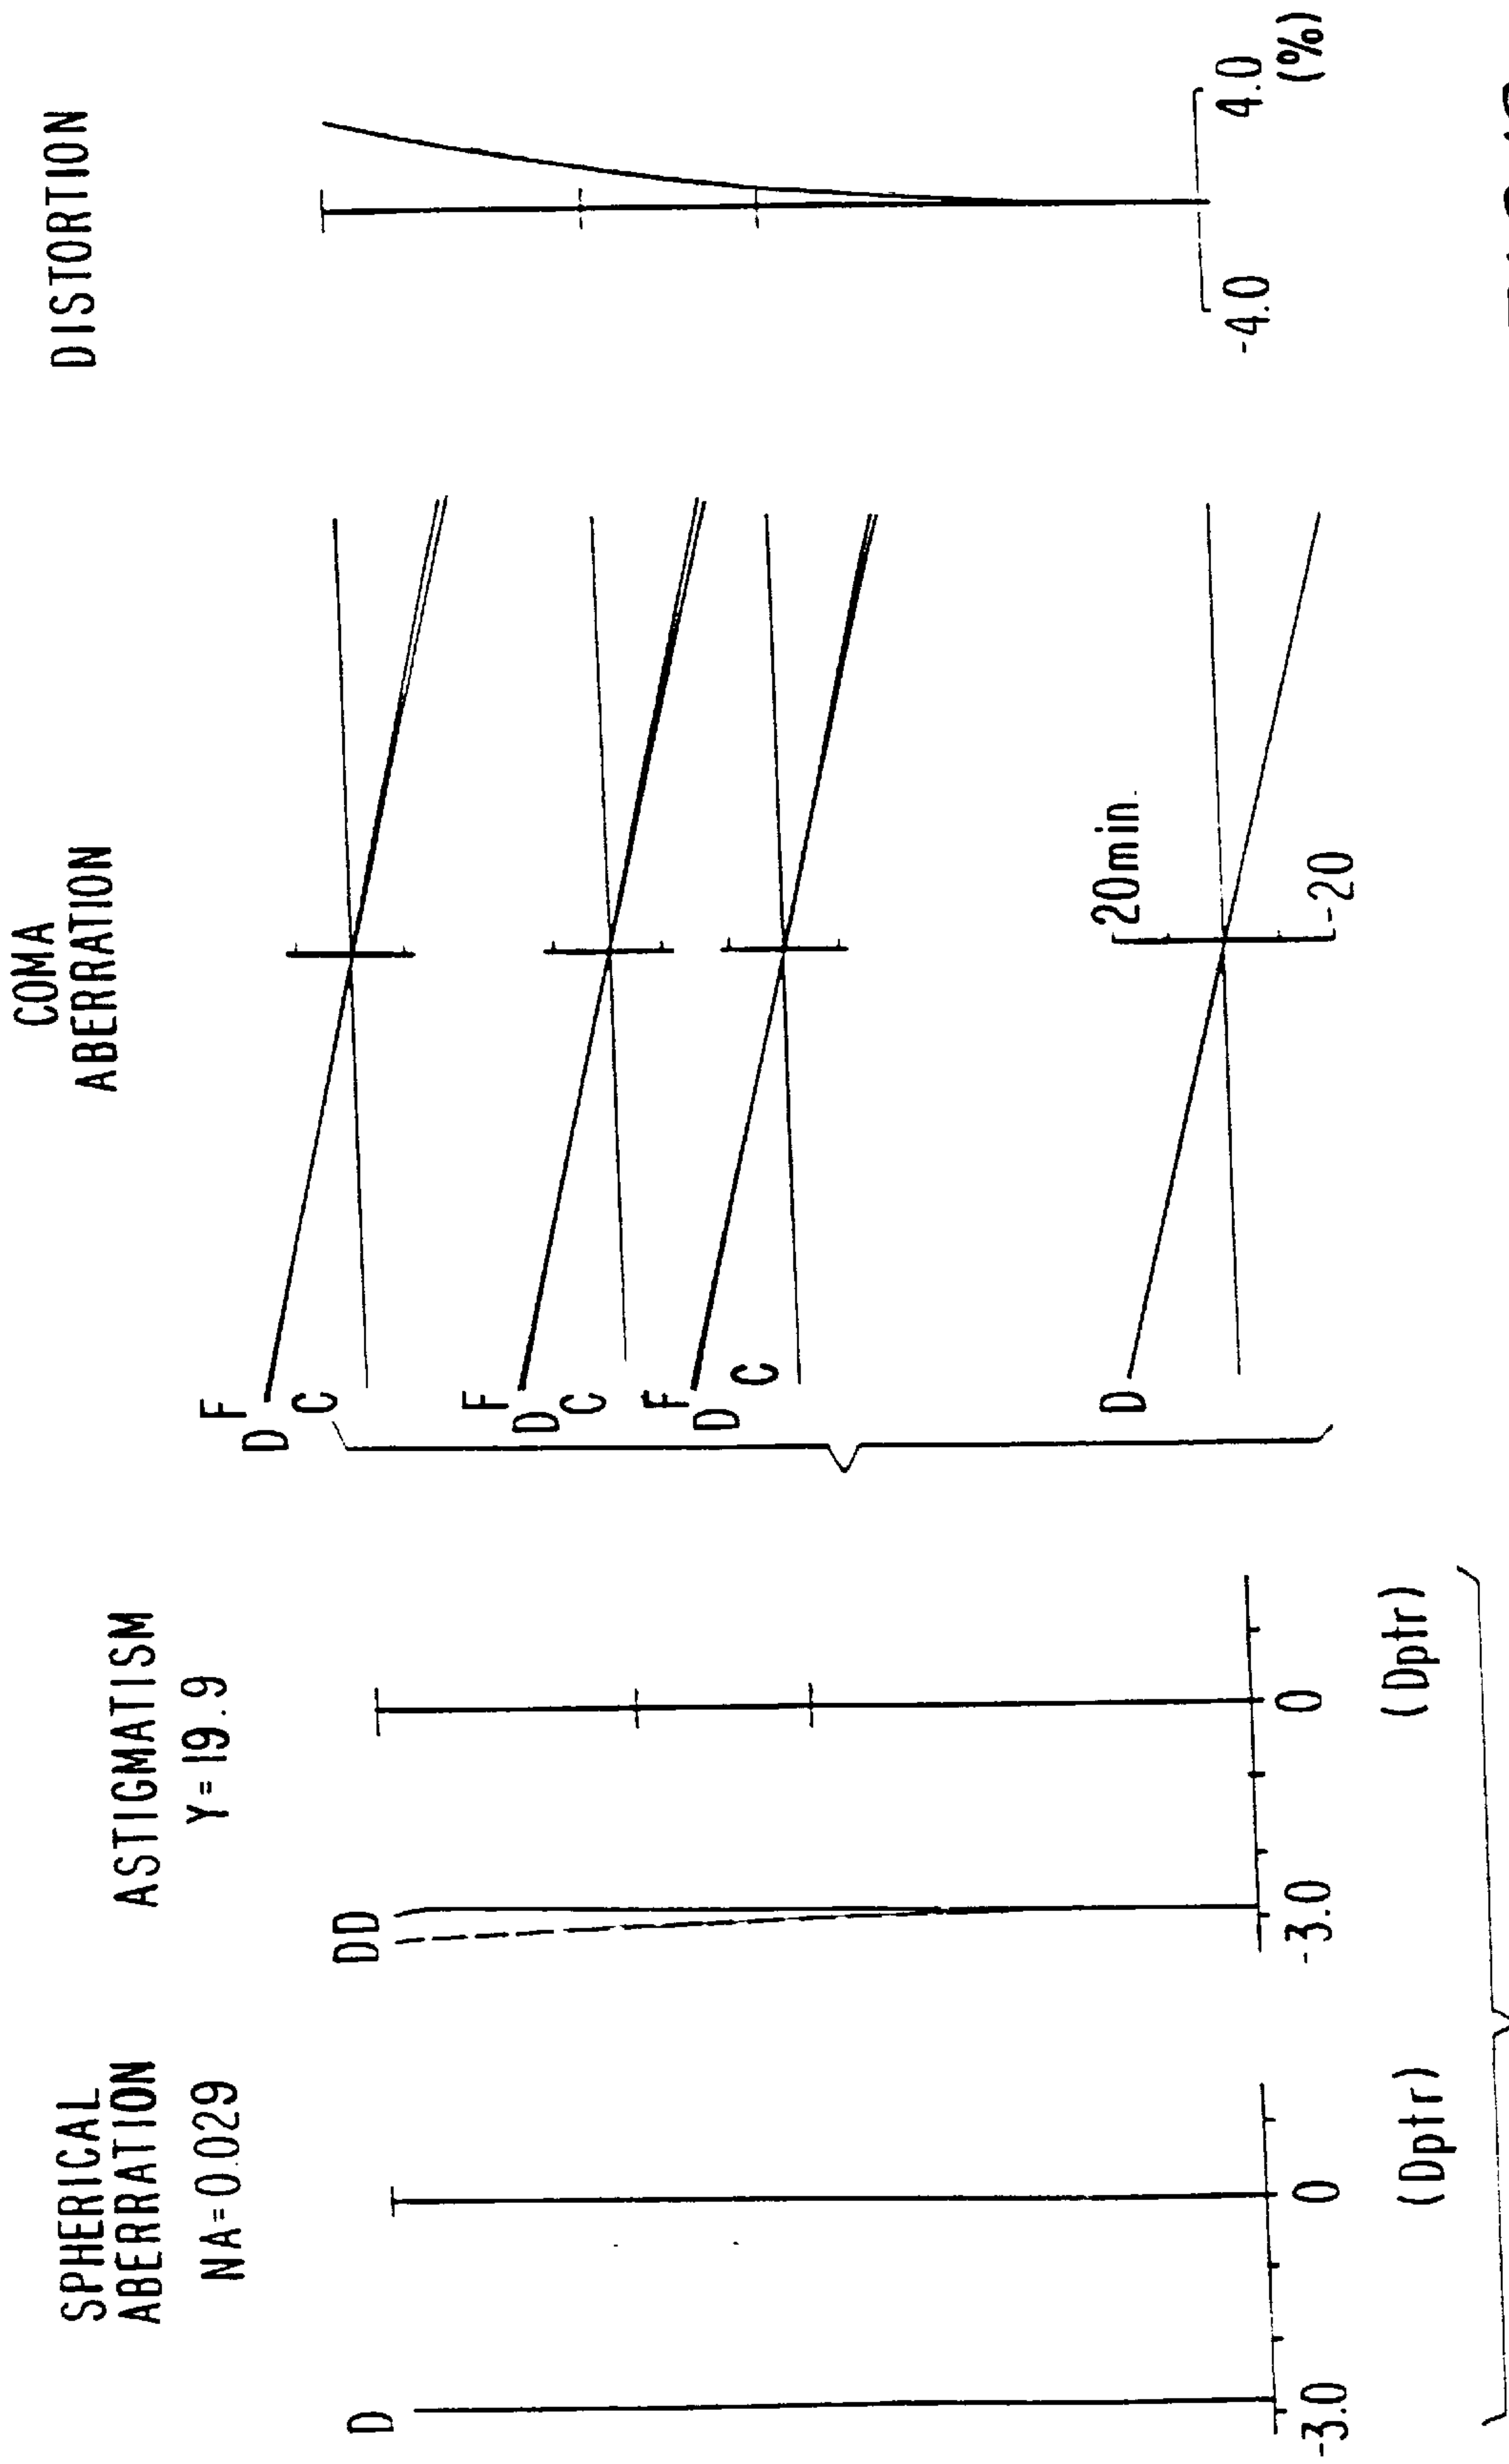 SPHERICAL
ABERRATION
NA=0.029
D
-3.0
0
(Dptr)
ASTIGMATISM
Y=19.9
DD
-3.0
0
(Dptr)
COMA
ABERRATION
F
D
C
F
D
C
F
D
C
D
20min.
-20
DISTORTION
-4.0
4.0
(%)